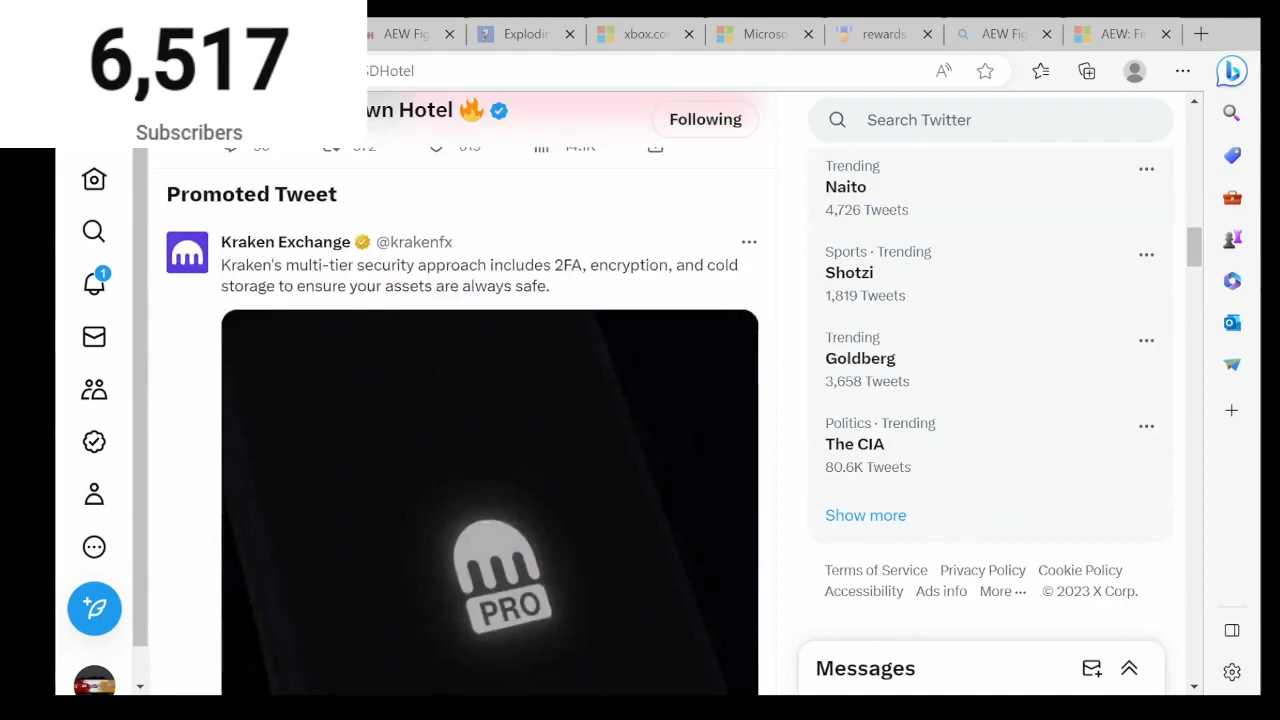 6,517
Subscribers
AEW Fig
Explodin
xbox.co
Microso
rewards
AEW Fig
AEW: Fi
SDHotel
wn Hotel 🔥
Following
Search Twitter
Promoted Tweet
Kraken Exchange @krakenfx
Kraken's multi-tier security approach includes 2FA, encryption, and cold
storage to ensure your assets are always safe.
PRO
1
Trending
Naito
4,726 Tweets
Sports · Trending
Shotzi
1,819 Tweets
Trending
Goldberg
3,658 Tweets
Politics · Trending
The CIA
80.6K Tweets
Show more
Terms of Service Privacy Policy Cookie Policy
Accessibility Ads info More ··· © 2023 X Corp.
Messages